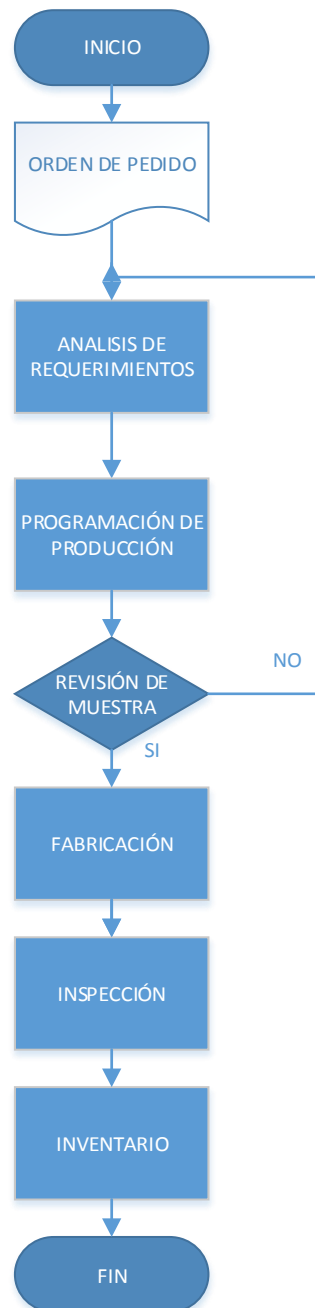 INICIO
ORDEN DE PEDIDO
ANALISIS DE
REQUERIMIENTOS
PROGRAMACIÓN DE
PRODUCCIÓN
REVISIÓN DE
MUESTRA
NO
SI
FABRICACIÓN
INSPECCIÓN
INVENTARIO
FIN